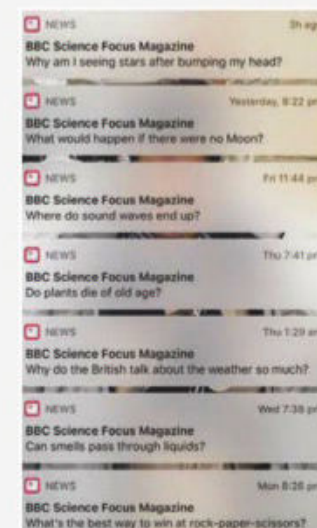 NEWS 3h ago
BBC Science Focus Magazine
Why am I seeing stars after bumping my head?
NEWS Yesterday, 8:22 pm
BBC Science Focus Magazine
What would happen if there were no Moon?
NEWS Fri 11:44 pm
BBC Science Focus Magazine
Where do sound waves end up?
NEWS Thu 7:41 pm
BBC Science Focus Magazine
Do plants die of old age?
NEWS Thu 1:29 am
BBC Science Focus Magazine
Why do the British talk about the weather so much?
NEWS Wed 7:38 pm
BBC Science Focus Magazine
Can smells pass through liquids?
NEWS Mon 8:26 pm
BBC Science Focus Magazine
What's the best way to win at rock-paper-scissors?